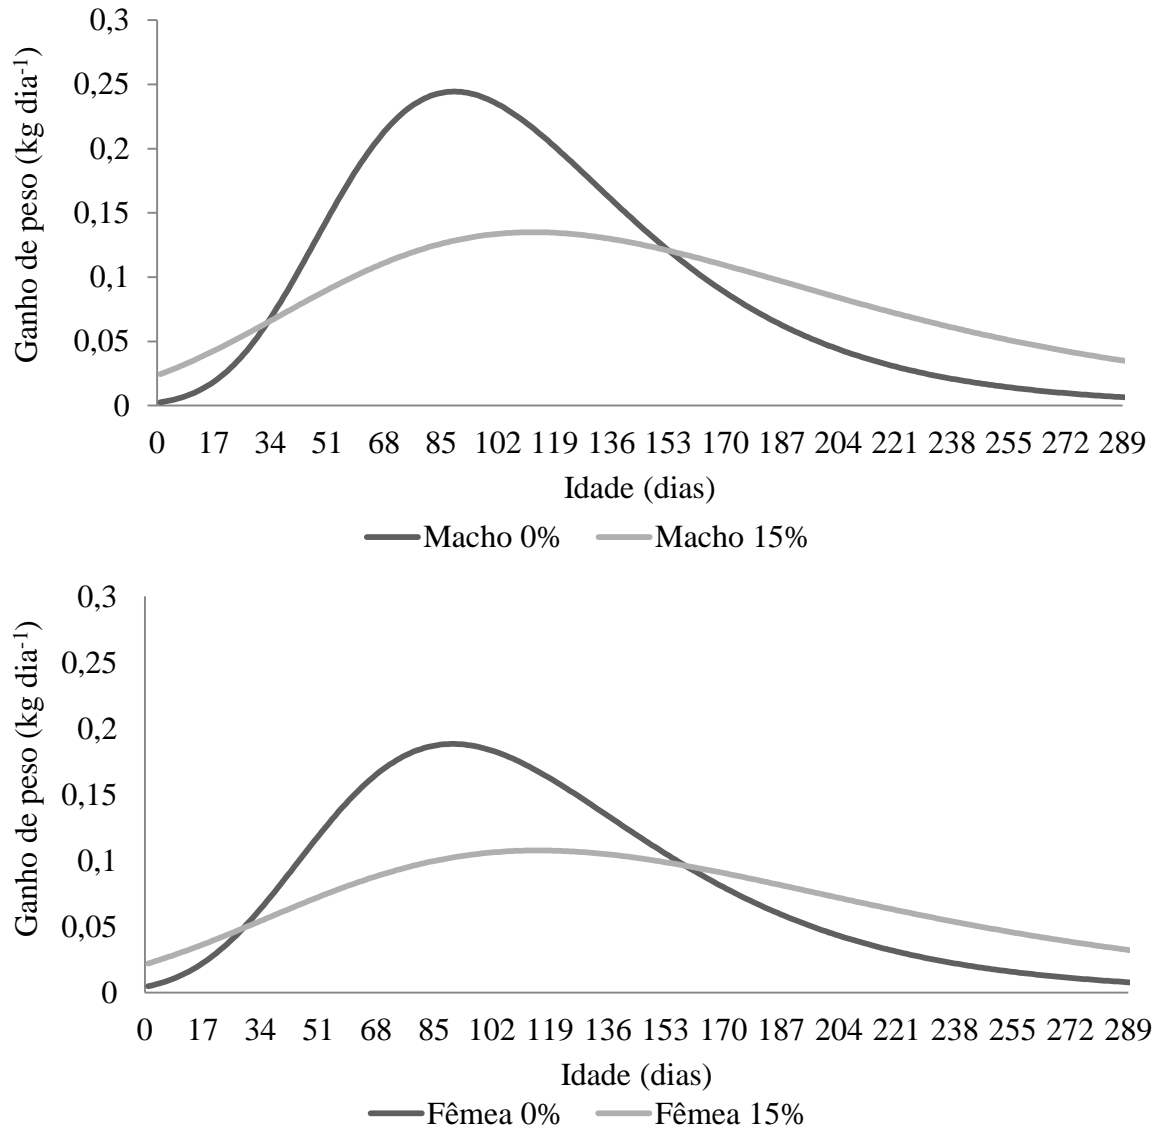 0,3
0,25
0,2
0,15
0,1
0,05
0
Ganho de peso (kg dia-1)
0 17 34 51 68 85 102 119 136 153 170 187 204 221 238 255 272 289
Idade (dias)
Macho 0% Macho 15%
0,3
0,25
0,2
0,15
0,1
0,05
0
Ganho de peso (kg dia-1)
0 17 34 51 68 85 102 119 136 153 170 187 204 221 238 255 272 289
Idade (dias)
Fêmea 0% Fêmea 15%